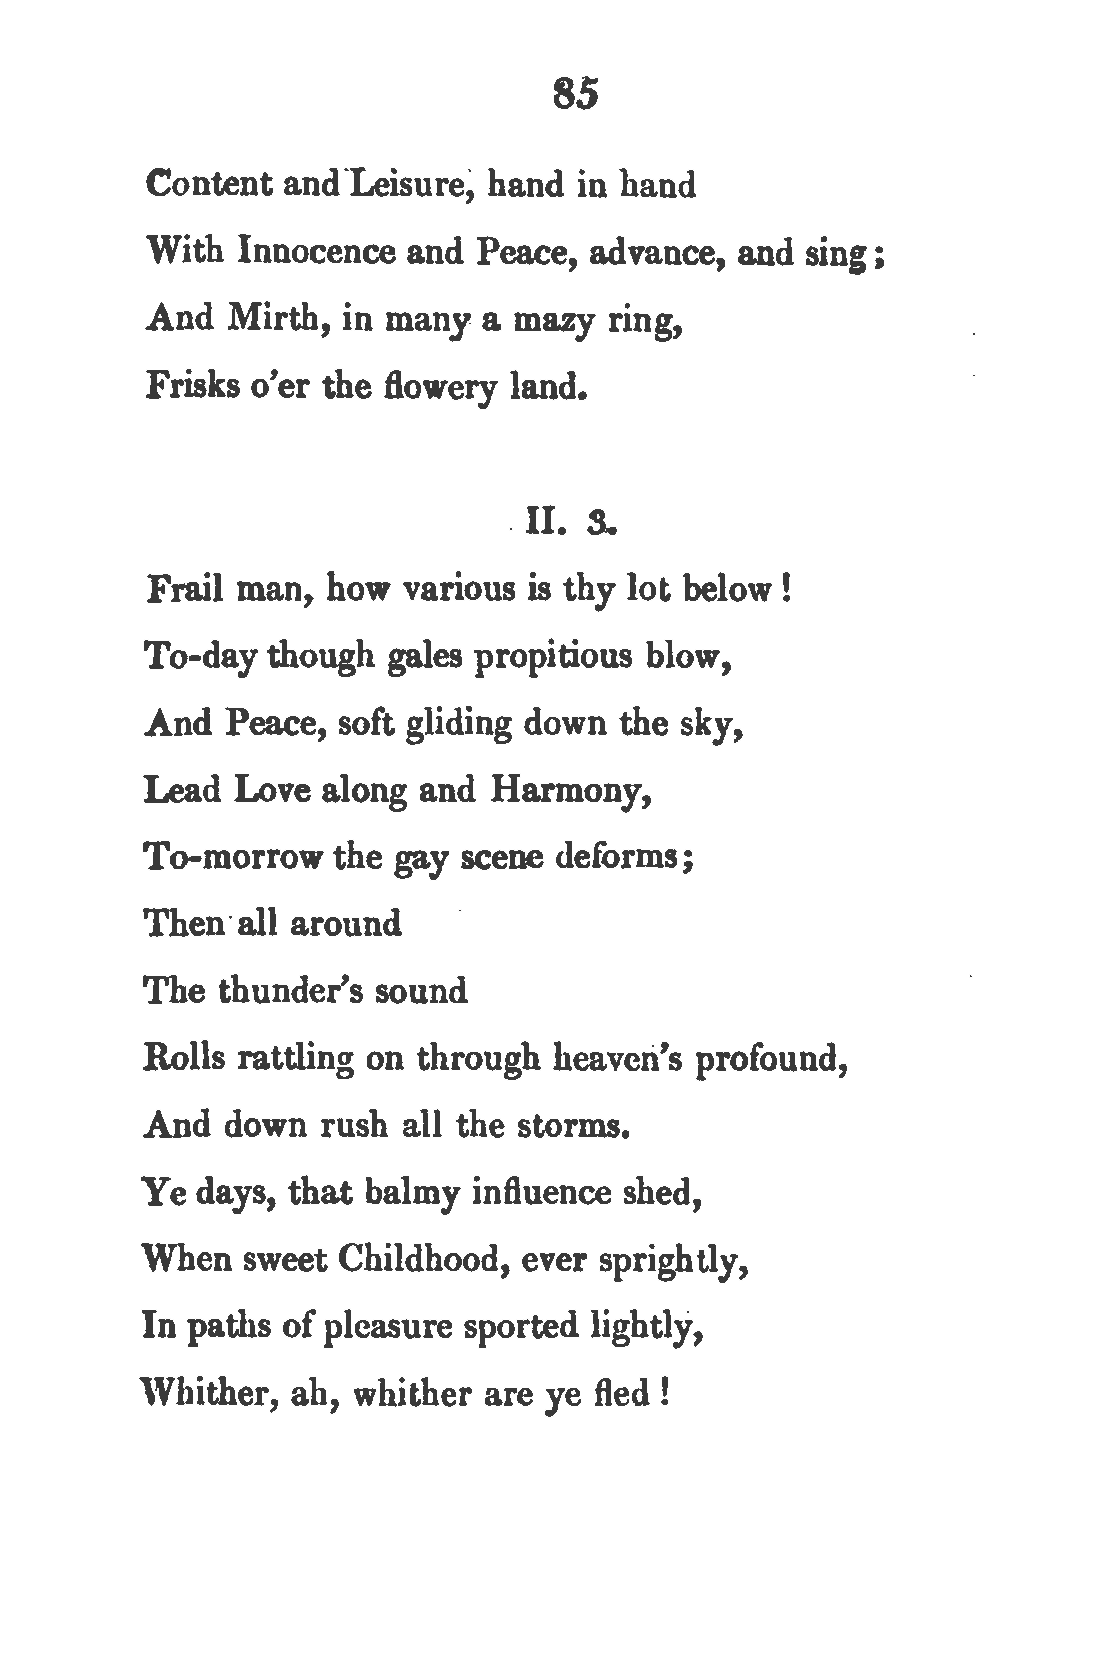 85
Content and Leisure, hand in hand
With Innocence and Peace, advance, and sing;
And Mirth, in many a mazy ring,
Frisks o'er the flowery land.
II. 3.
Frail man, how various is thy lot below!
To-day though gales propitious blow,
And Peace, soft gliding down the sky,
Lead Love along and Harmony,
To-morrow the gay scene deforms;
Then all around
The thunder's sound
Rolls rattling on through heaven's profound,
And down rush all the storms.
Ye days, that balmy influence shed,
When sweet Childhood, ever sprightly,
In paths of pleasure sported lightly,
Whither, ah, whither are ye fled!